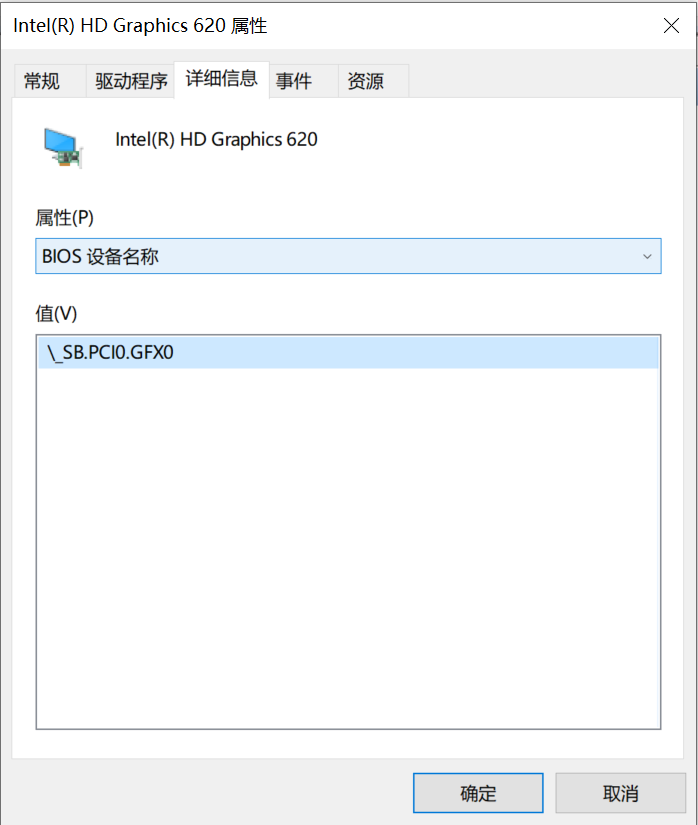 Intel(R) HD Graphics 620 属性
常规 驱动程序 详细信息 事件 资源
Intel(R) HD Graphics 620
属性(P)
BIOS 设备名称
值(V)
\_SB.PCI0.GFX0
确定 取消